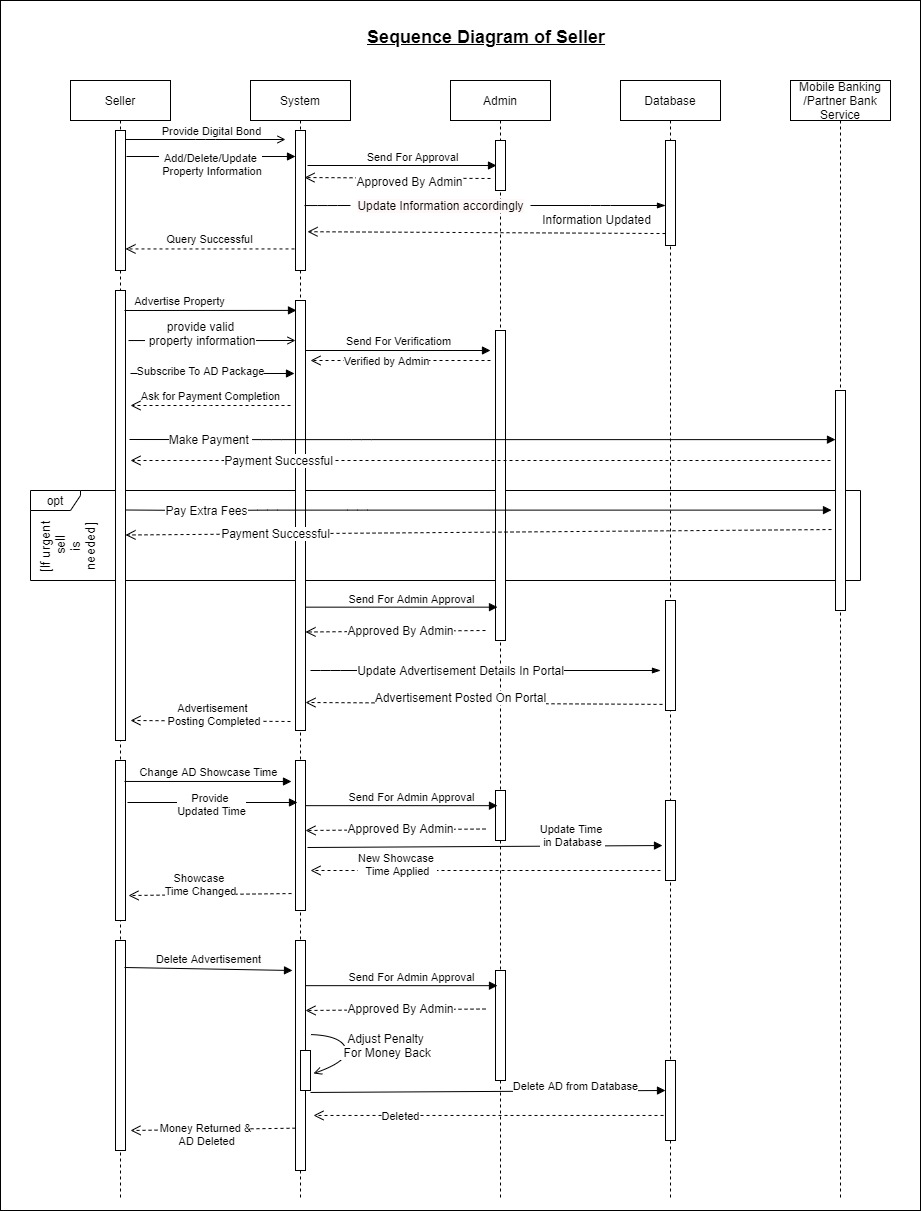 Sequence Diagram of Seller
Seller
System
Admin
Database
Mobile Banking
/Partner Bank
Service
Provide Digital Bond
Add/Delete/Update
Property Information
Send For Approval
Approved By Admin
Update Information accordingly
Information Updated
Query Successful
Advertise Property
provide valid
property information
Send For Verificatiom
Verified by Admin
Subscribe To AD Package
Ask for Payment Completion
Make Payment
Payment Successful
opt
[If urgent
sell
is
needed]
Pay Extra Fees
Payment Successful
Send For Admin Approval
Approved By Admin
Update Advertisement Details In Portal
Advertisement Posted On Portal
Advertisement
Posting Completed
Change AD Showcase Time
Provide
Updated Time
Send For Admin Approval
Approved By Admin
Update Time
in Database
New Showcase
Time Applied
Showcase
Time Changed
Delete Advertisement
Send For Admin Approval
Approved By Admin
Adjust Penalty
For Money Back
Delete AD from Database
Deleted
Money Returned &
AD Deleted